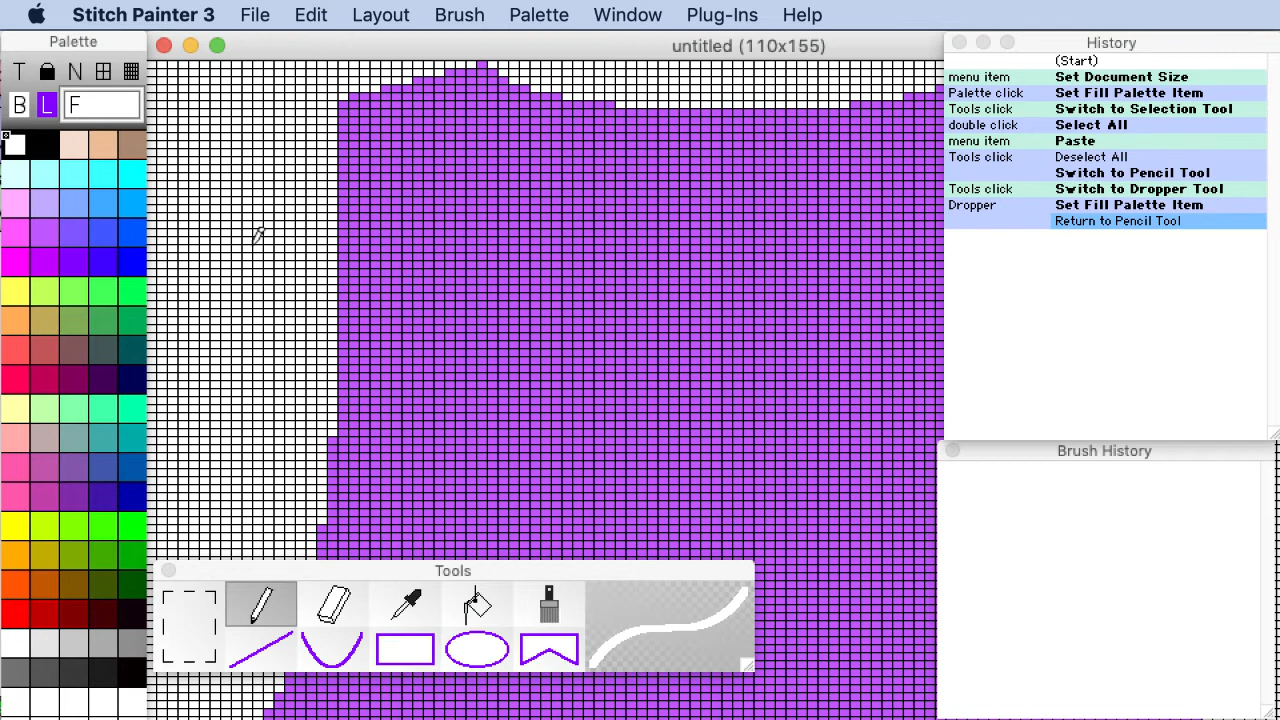 Stitch Painter 3 File Edit Layout Brush Palette Window Plug-Ins Help
Palette
T N
B L F
untitled (110x155)
History
(Start)
menu item Set Document Size
Palette click Set Fill Palette Item
Tools click Switch to Selection Tool
double click Select All
menu item Paste
Tools click Deselect All
Switch to Pencil Tool
Tools click Switch to Dropper Tool
Dropper Set Fill Palette Item
Return to Pencil Tool
Brush History
Tools